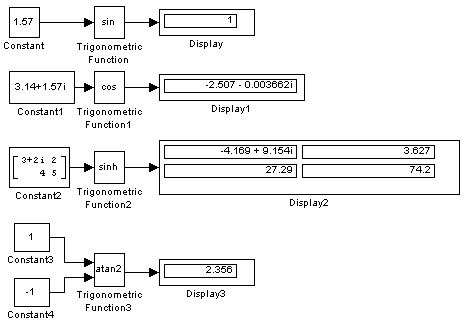 1.57
sin
1
Constant
Trigonometric
Function
Display
3.14+1.57i
cos
-2.507 - 0.003662i
Constant1
Trigonometric
Function1
Display1
3+2i 2
4 5
sinh
-4.169 + 9.154i
3.627
27.29
74.2
Constant2
Trigonometric
Function2
Display2
1
Constant3
atan2
2.356
-1
Constant4
Trigonometric
Function3
Display3